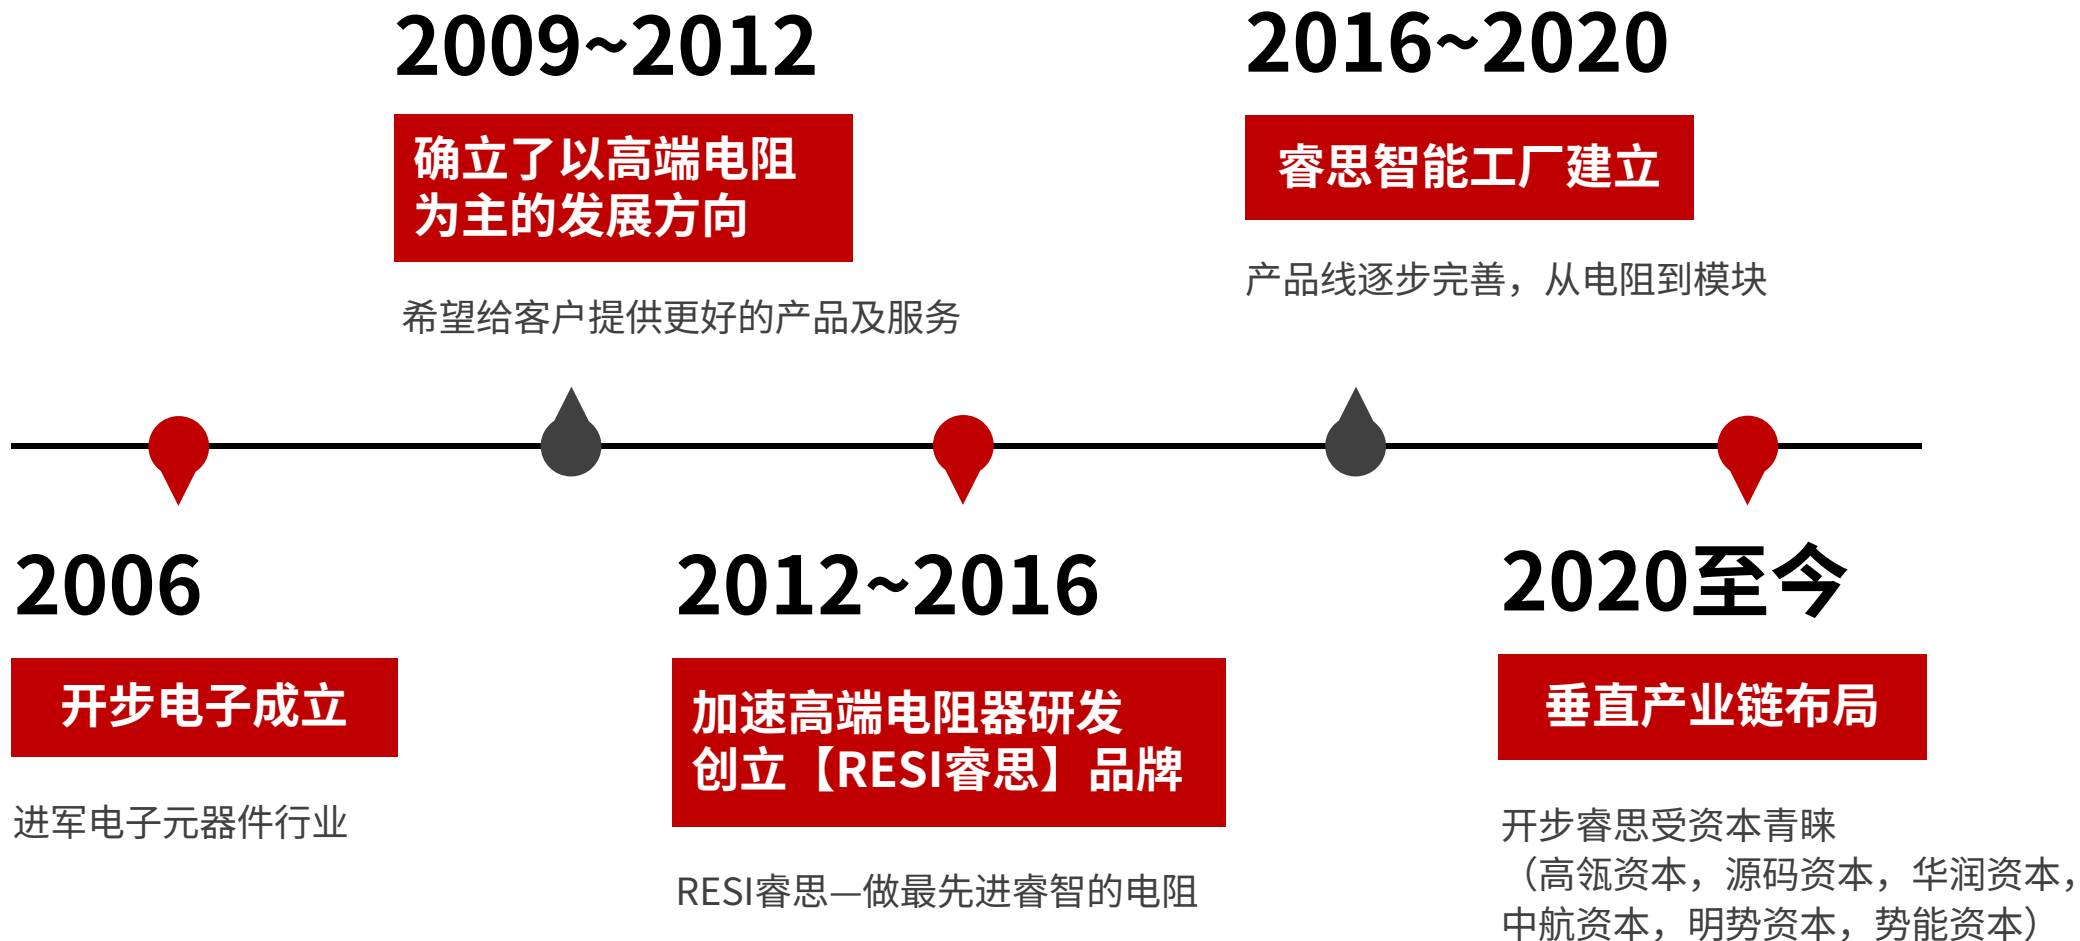 2009~2012
确立了以高端电阻
为主的发展方向
希望给客户提供更好的产品及服务
2016~2020
睿思智能工厂建立
产品线逐步完善，从电阻到模块
2006
开步电子成立
进军电子元器件行业
2012~2016
加速高端电阻器研发
创立【RESI睿思】品牌
RESI睿思—做最先进睿智的电阻
2020至今
垂直产业链布局
开步睿思受资本青睐
（高瓴资本，源码资本，华润资本，
中航资本，明势资本，势能资本）